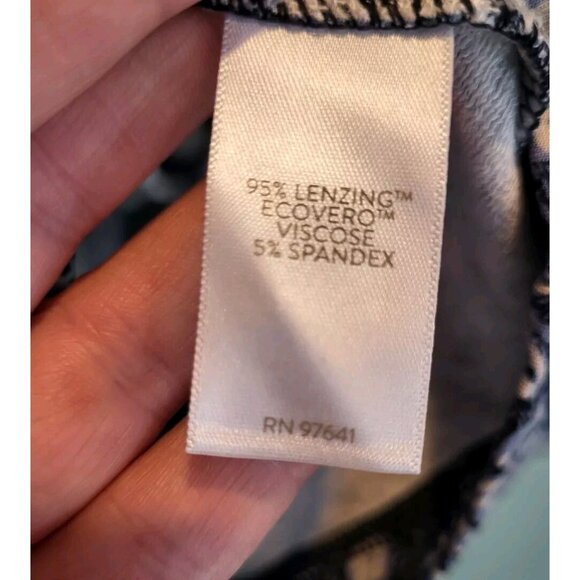 95% LENZING™
ECOVERO™
VISCOSE
5% SPANDEX
RN 97641